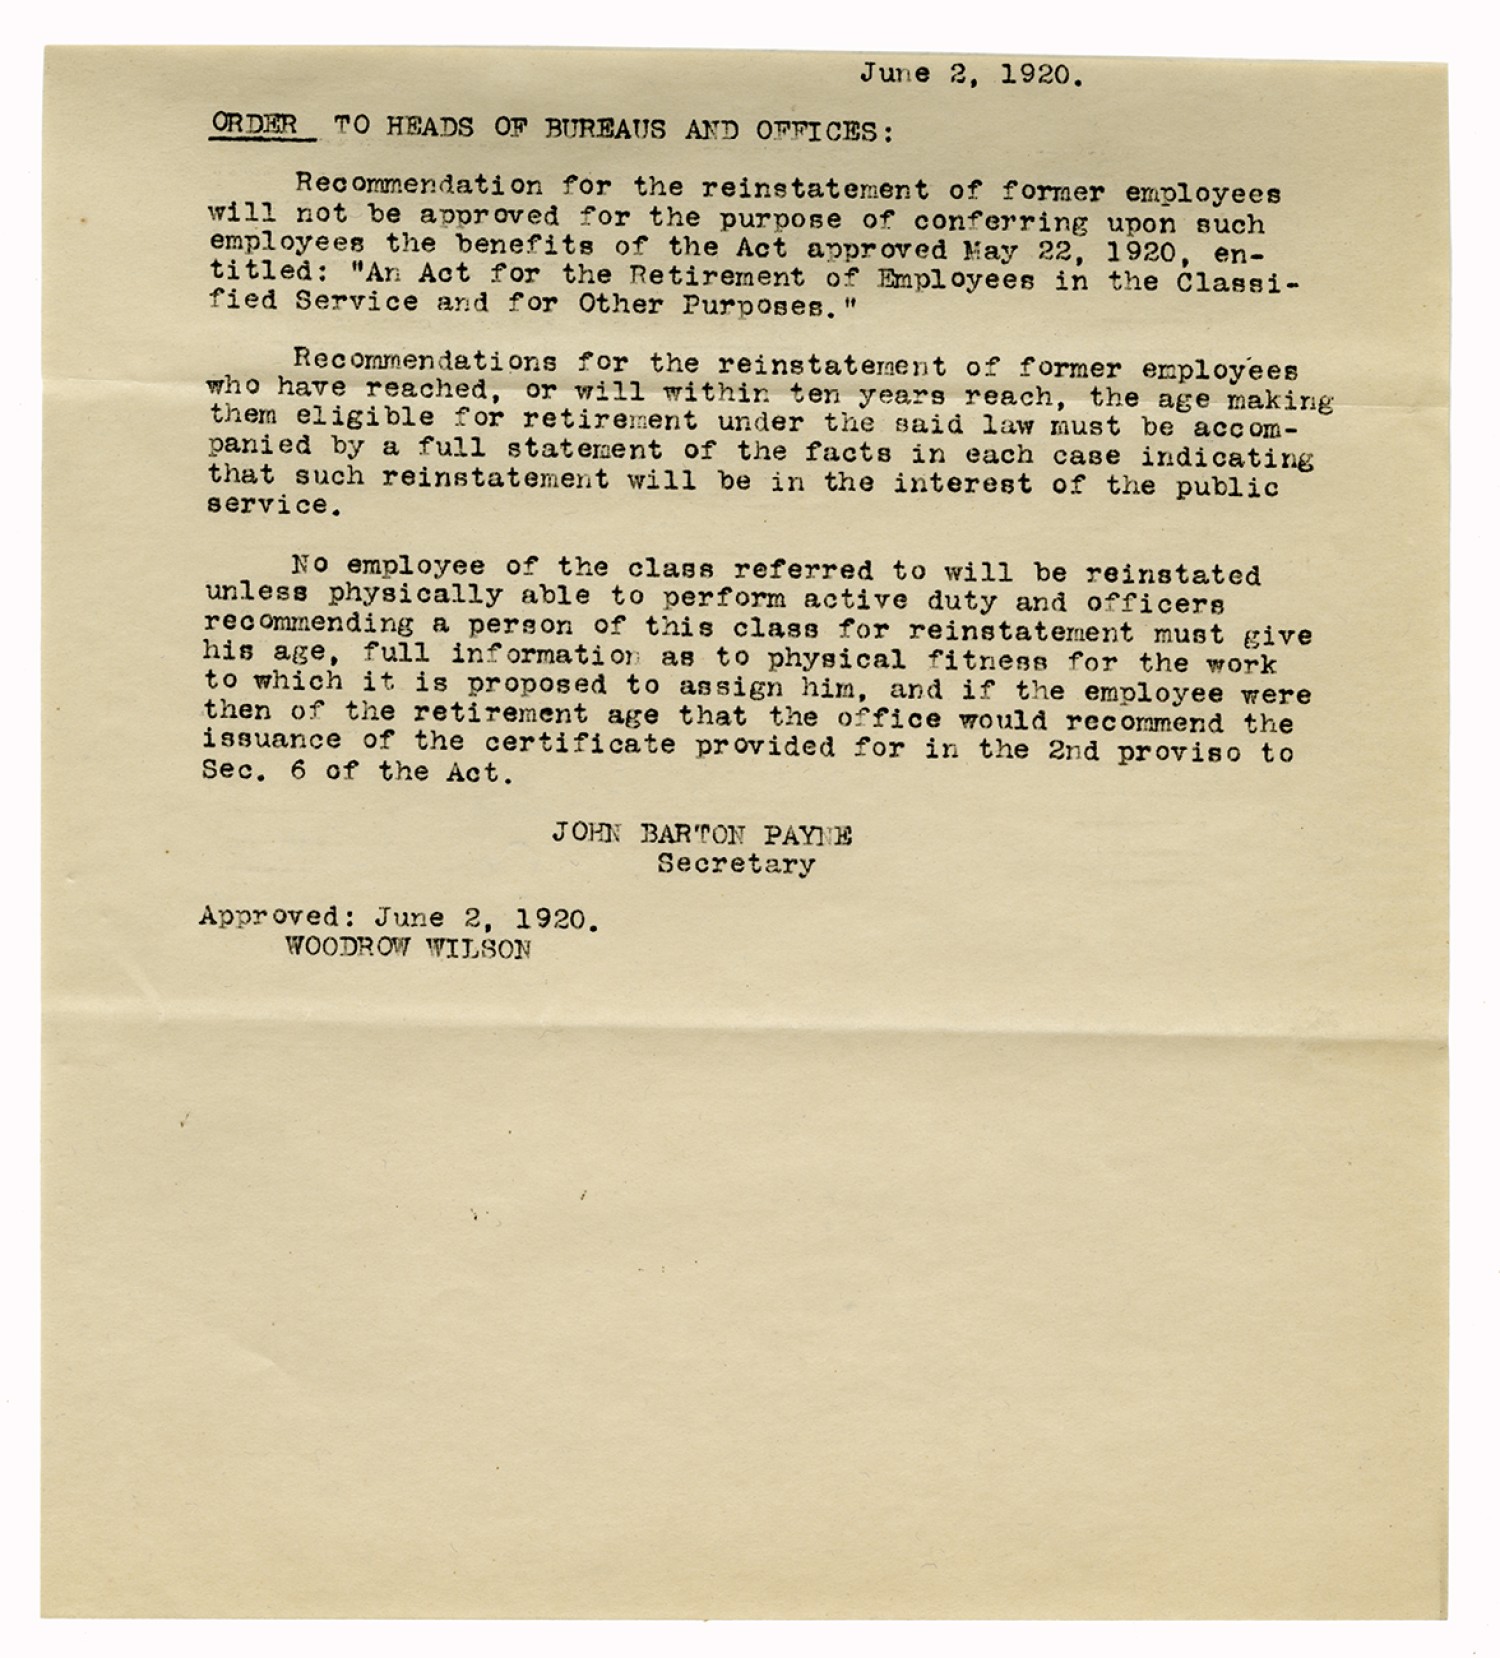 June 2, 1920.
ORDER TO HEADS OF BUREAUS AND OFFICES:
Recommendation for the reinstatement of former employees
will not be approved for the purpose of conferring upon such
employees the benefits of the Act approved May 22, 1920, en-
titled: "An Act for the Retirement of Employees in the Classi-
fied Service and for Other Purposes."
Recommendations for the reinstatement of former employees
who have reached, or will within ten years reach, the age making
them eligible for retirement under the said law must be accom-
panied by a full statement of the facts in each case indicating
that such reinstatement will be in the interest of the public
service.
No employee of the class referred to will be reinstated
unless physically able to perform active duty and officers
recommending a person of this class for reinstatement must give
his age, full information as to physical fitness for the work
to which it is proposed to assign him, and if the employee were
then of the retirement age that the office would recommend the
issuance of the certificate provided for in the 2nd proviso to
Sec. 6 of the Act.
JOHN BARTON PAYNE
Secretary
Approved: June 2, 1920.
WOODROW WILSON